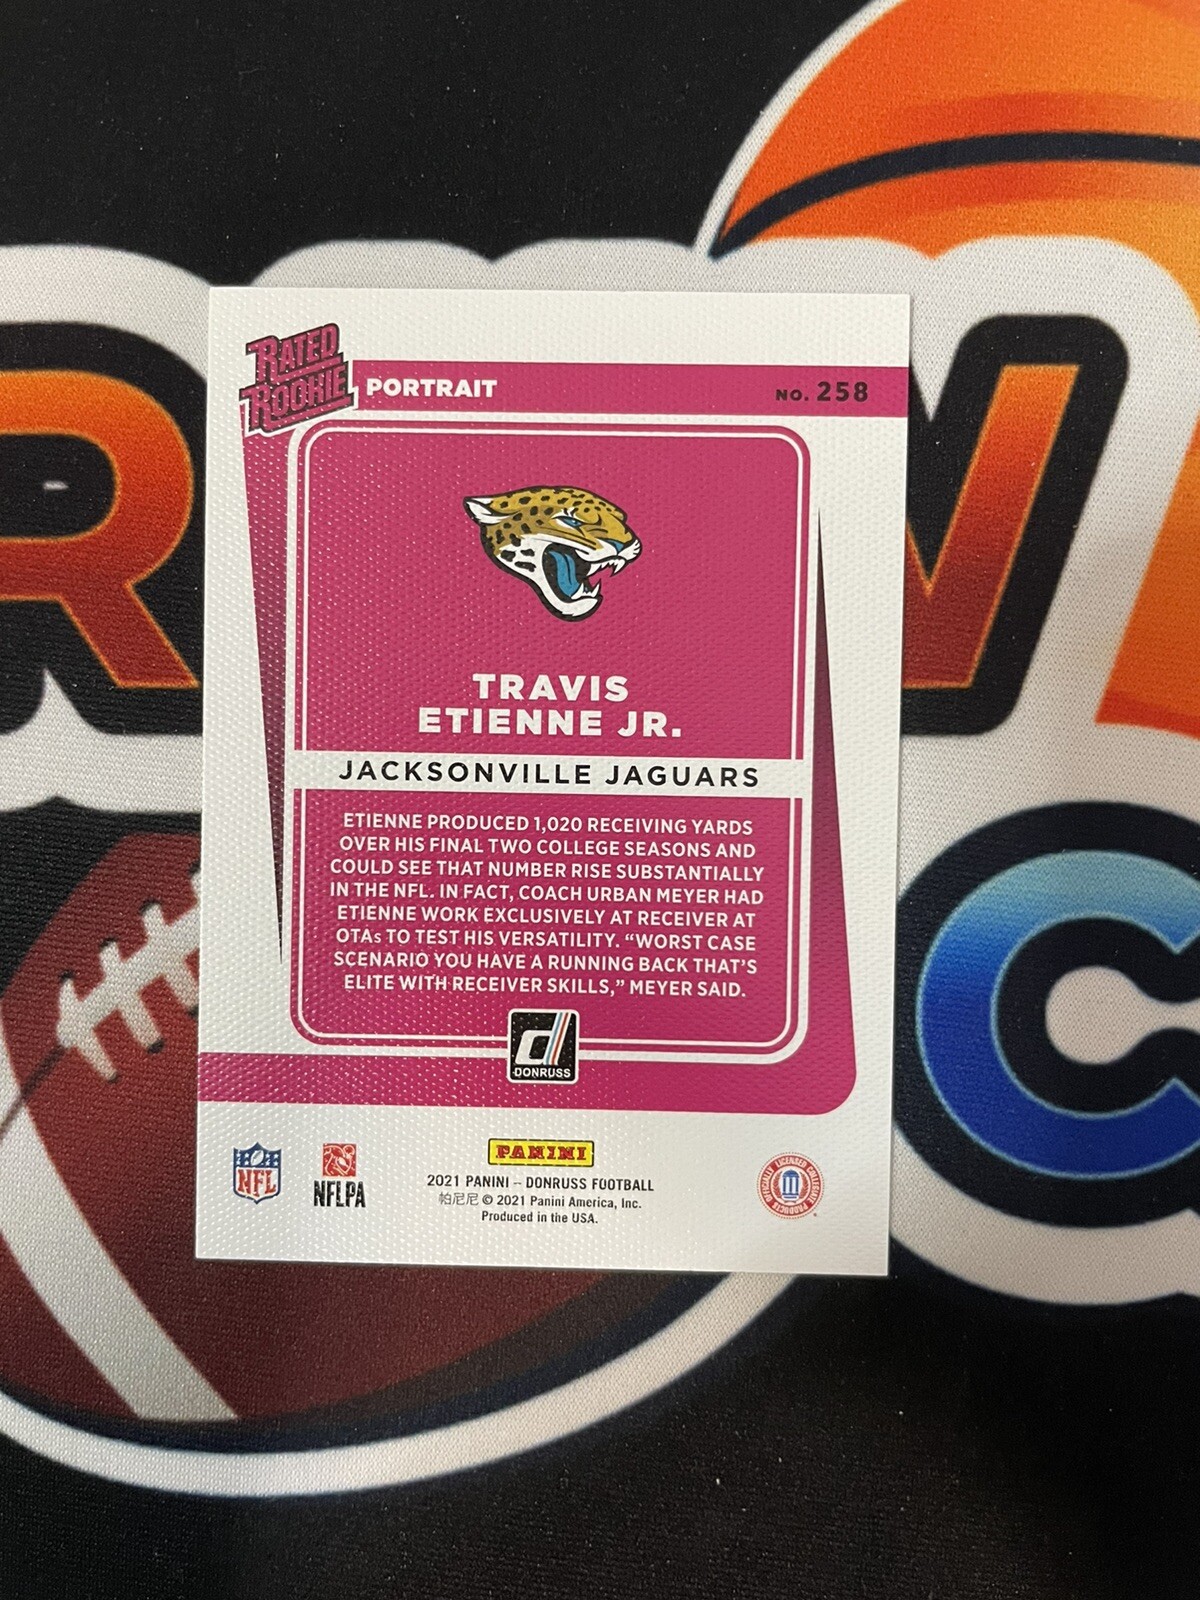 RATED
ROOKIE
PORTRAIT
NO. 258
TRAVIS
ETIENNE JR.
JACKSONVILLE JAGUARS
ETIENNE PRODUCED 1,020 RECEIVING YARDS
OVER HIS FINAL TWO COLLEGE SEASONS AND
COULD SEE THAT NUMBER RISE SUBSTANTIALLY
IN THE NFL. IN FACT, COACH URBAN MEYER HAD
ETIENNE WORK EXCLUSIVELY AT RECEIVER AT
OTAs TO TEST HIS VERSATILITY. “WORST CASE
SCENARIO YOU HAVE A RUNNING BACK THAT’S
ELITE WITH RECEIVER SKILLS,” MEYER SAID.
d
DONRUSS
NFL
NFLPA
PANINI
2021 PANINI – DONRUSS FOOTBALL
帕尼尼 © 2021 Panini America, Inc.
Produced in the USA.
OFFICIALLY LICENSED COLLEGIATE PRODUCTS
R
N
C